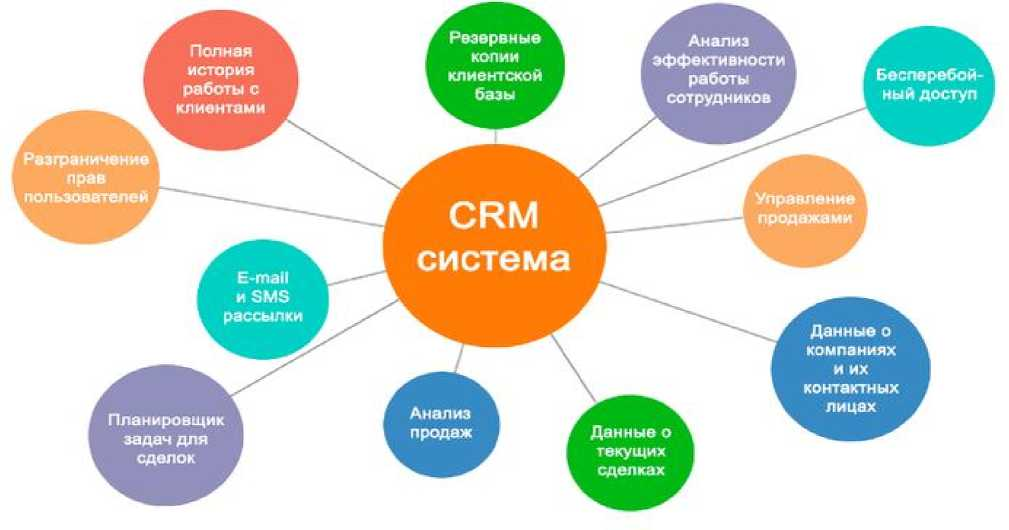 Полная
история
работы с
клиентами
Резервные
копии
клиентской
базы
Анализ
эффективности
работы
сотрудников
Бесперебой-
ный доступ
Разграничение
прав
пользователей
CRM
система
Управление
продажами
E-mail
и SMS
рассылки
Данные о
компаниях
и их
контактных
лицах
Планировщик
задач для
сделок
Анализ
продаж
Данные о
текущих
сделках